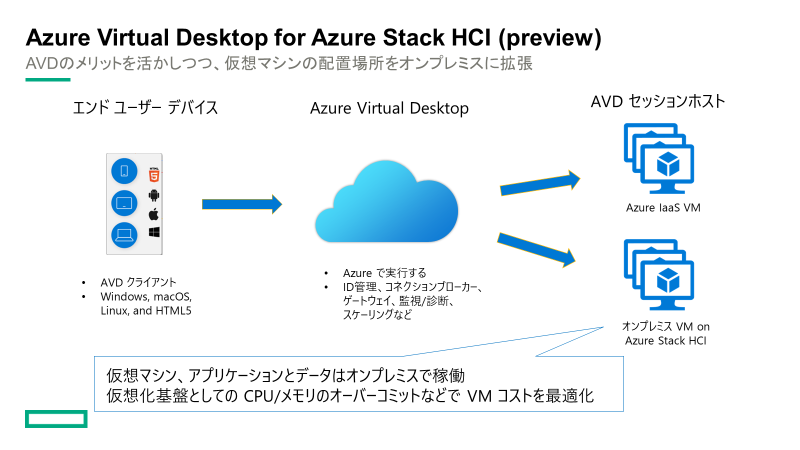 Azure Virtual Desktop for Azure Stack HCI (preview)
AVDのメリットを活かしつつ、仮想マシンの配置場所をオンプレミスに拡張
エンド ユーザー デバイス
Azure Virtual Desktop
AVD セッションホスト
HTML
5
Azure IaaS VM
• AVD クライアント
• Windows, macOS,
Linux, and HTML5
• Azure で実行する
• ID管理、コネクションブローカー、
ゲートウェイ、監視/診断、
スケーリングなど
オンプレミス VM on
Azure Stack HCI
仮想マシン、アプリケーションとデータはオンプレミスで稼働
仮想化基盤としての CPU/メモリのオーバーコミットなどで VM コストを最適化